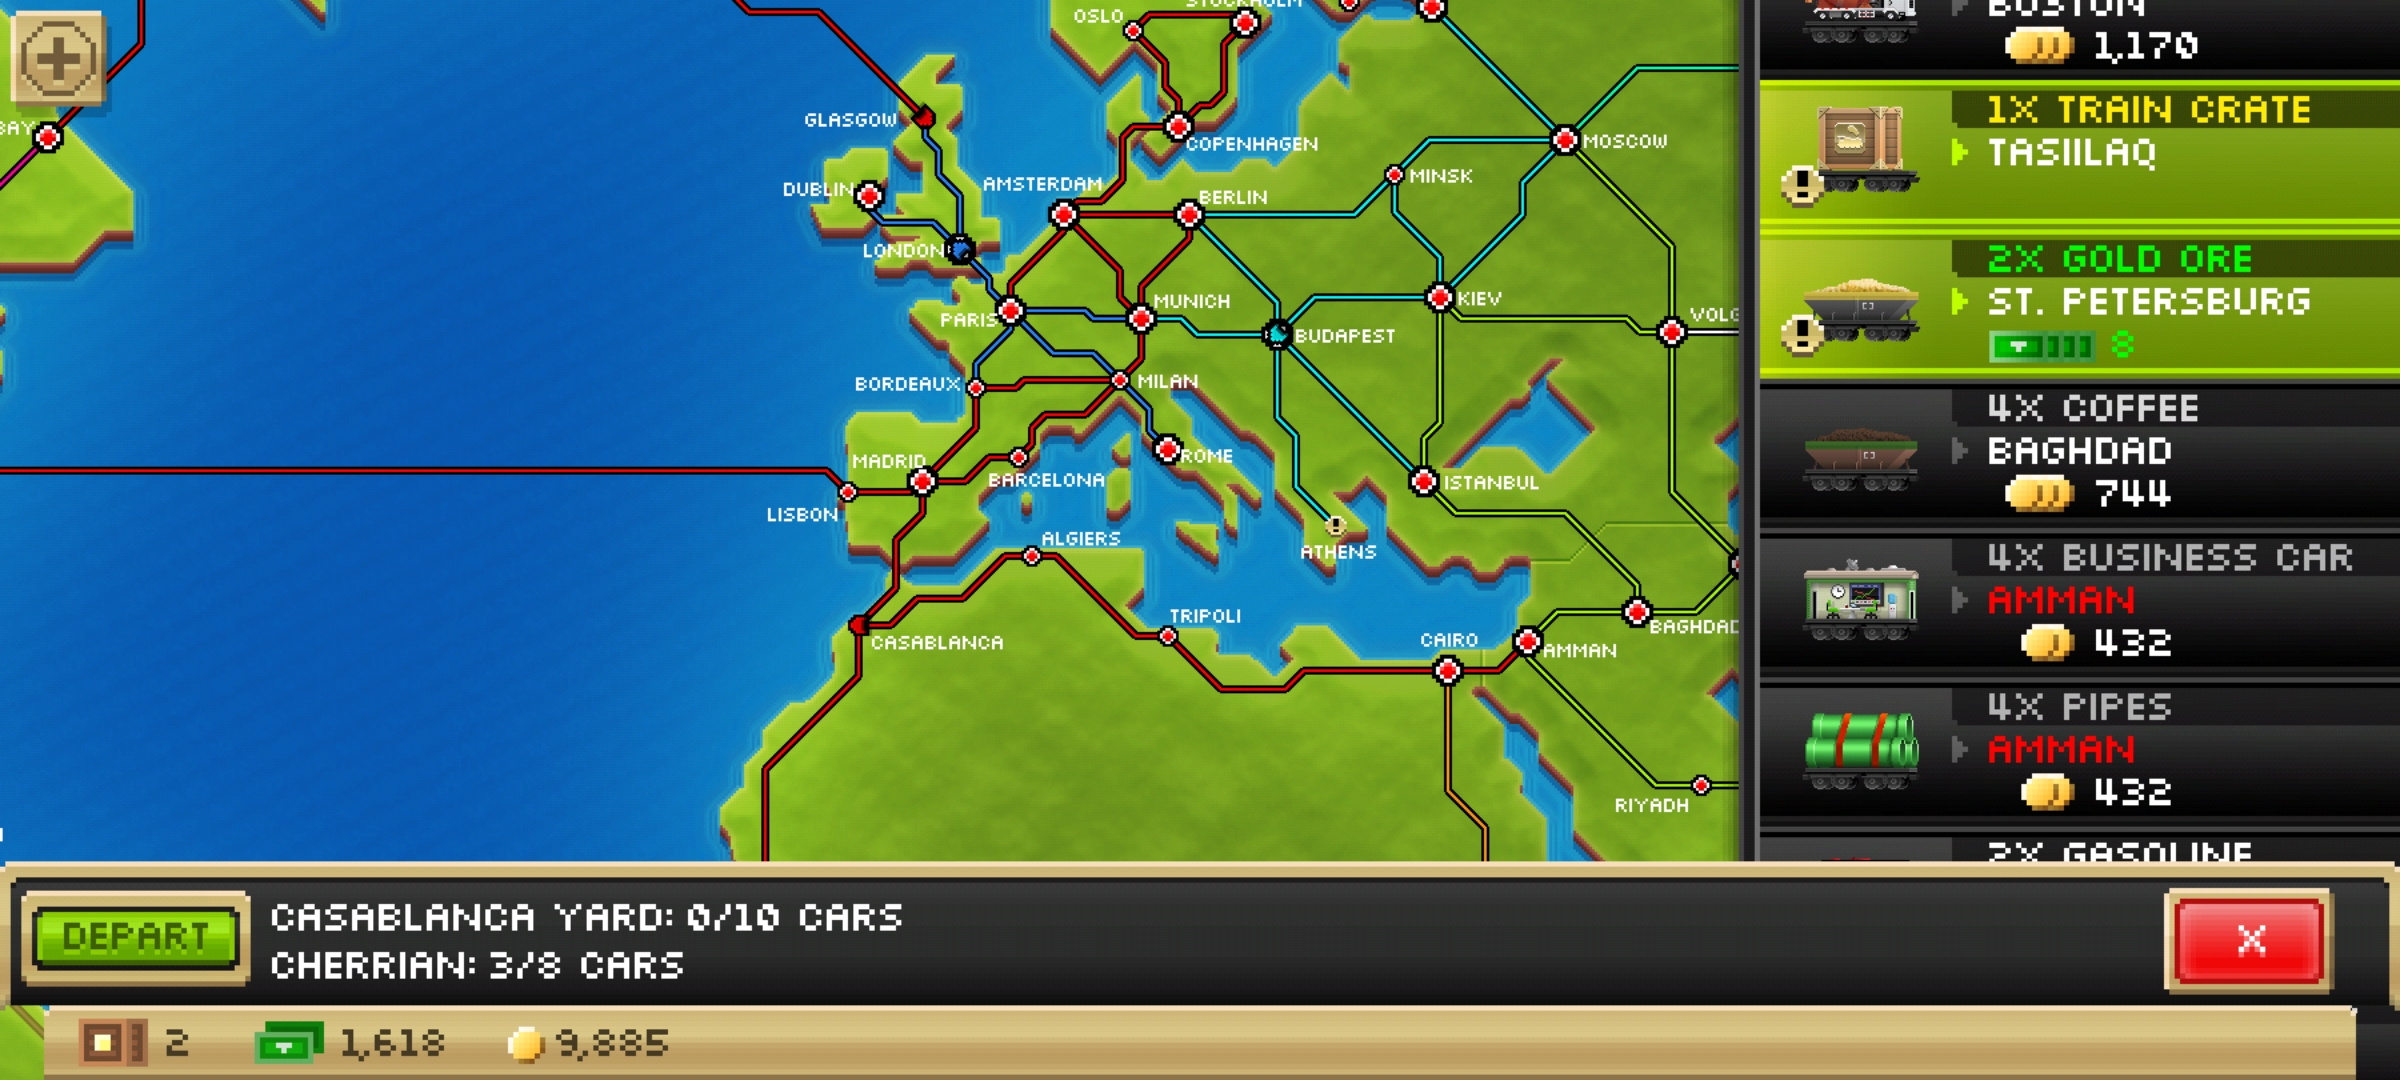 OSLO
STOCKHOLM
GLASGOW
COPENHAGEN
MOSCOW
DUBLIN
AMSTERDAM
BERLIN
MINSK
LONDON
PARIS
MUNICH
BUDAPEST
KIEV
VOLG
BORDEAUX
MILAN
MADRID
ROME
BARCELONA
ISTANBUL
LISBON
ALGIERS
ATHENS
TRIPOLI
CASABLANCA
CAIRO
AMMAN
BAGHDAD
RIYADH
BAY
BOSTON
1,170
1X TRAIN CRATE
TASIILAQ
2X GOLD ORE
ST. PETERSBURG
8
4X COFFEE
BAGHDAD
744
4X BUSINESS CAR
AMMAN
432
4X PIPES
AMMAN
432
2X GASOLINE
DEPART
CASABLANCA YARD: 0/10 CARS
CHERRIAN: 3/8 CARS
X
2 1,618 9,885